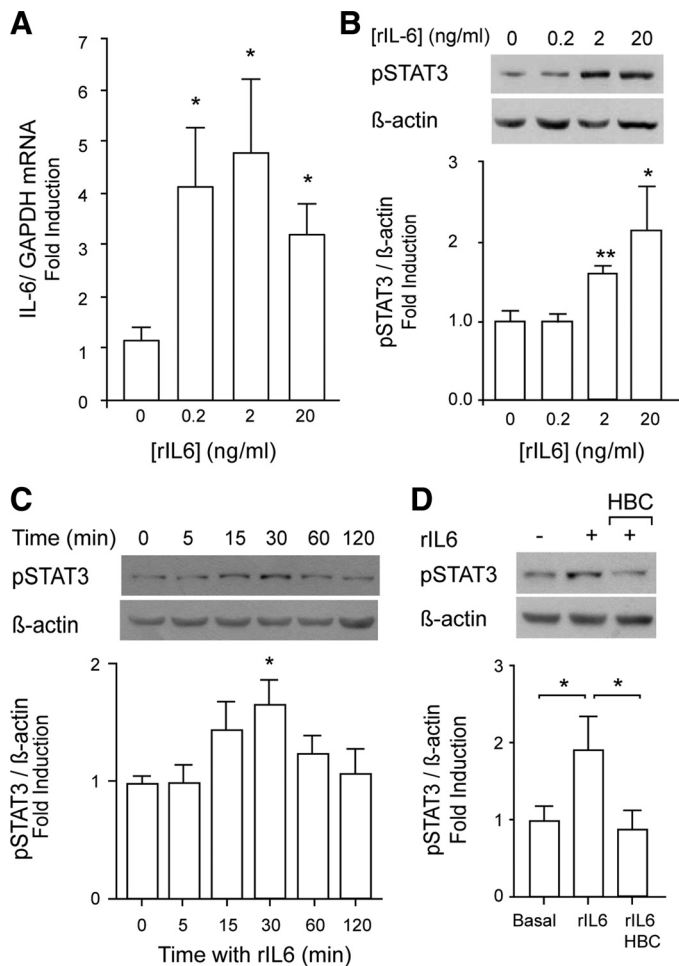 A
IL-6/ GAPDH mRNA
Fold Induction
7
6
5
4
3
2
1
0
*
*
*
0
0.2
2
20
[rIL6] (ng/ml)
B
[rIL-6] (ng/ml) 0 0.2 2 20
pSTAT3
ß-actin
pSTAT3 / ß-actin
Fold Induction
3
2
1.0
0.0
**
*
0 0.2 2 20
[rIL6] (ng/ml)
C
Time (min) 0 5 15 30 60 120
pSTAT3
ß-actin
pSTAT3 / ß-actin
Fold Induction
2
1
0
*
0 5 15 30 60 120
Time with rIL6 (min)
D
HBC
rIL6 - + +
pSTAT3
ß-actin
pSTAT3 / ß-actin
Fold Induction
3
2
1
0
* *
Basal rIL6 rIL6
HBC